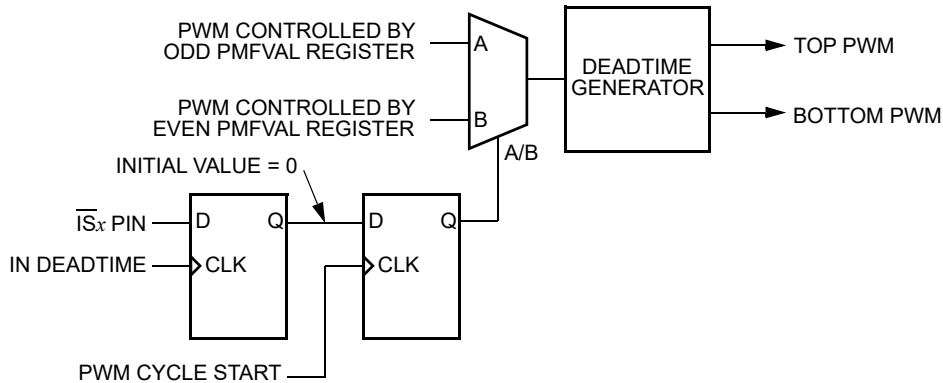 PWM CONTROLLED BY
ODD PMFVAL REGISTER
A
DEADTIME
GENERATOR
TOP PWM
BOTTOM PWM
PWM CONTROLLED BY
EVEN PMFVAL REGISTER
B
A/B
INITIAL VALUE = 0
I̅S̅x PIN
D
Q
D
Q
IN DEADTIME
CLK
CLK
PWM CYCLE START